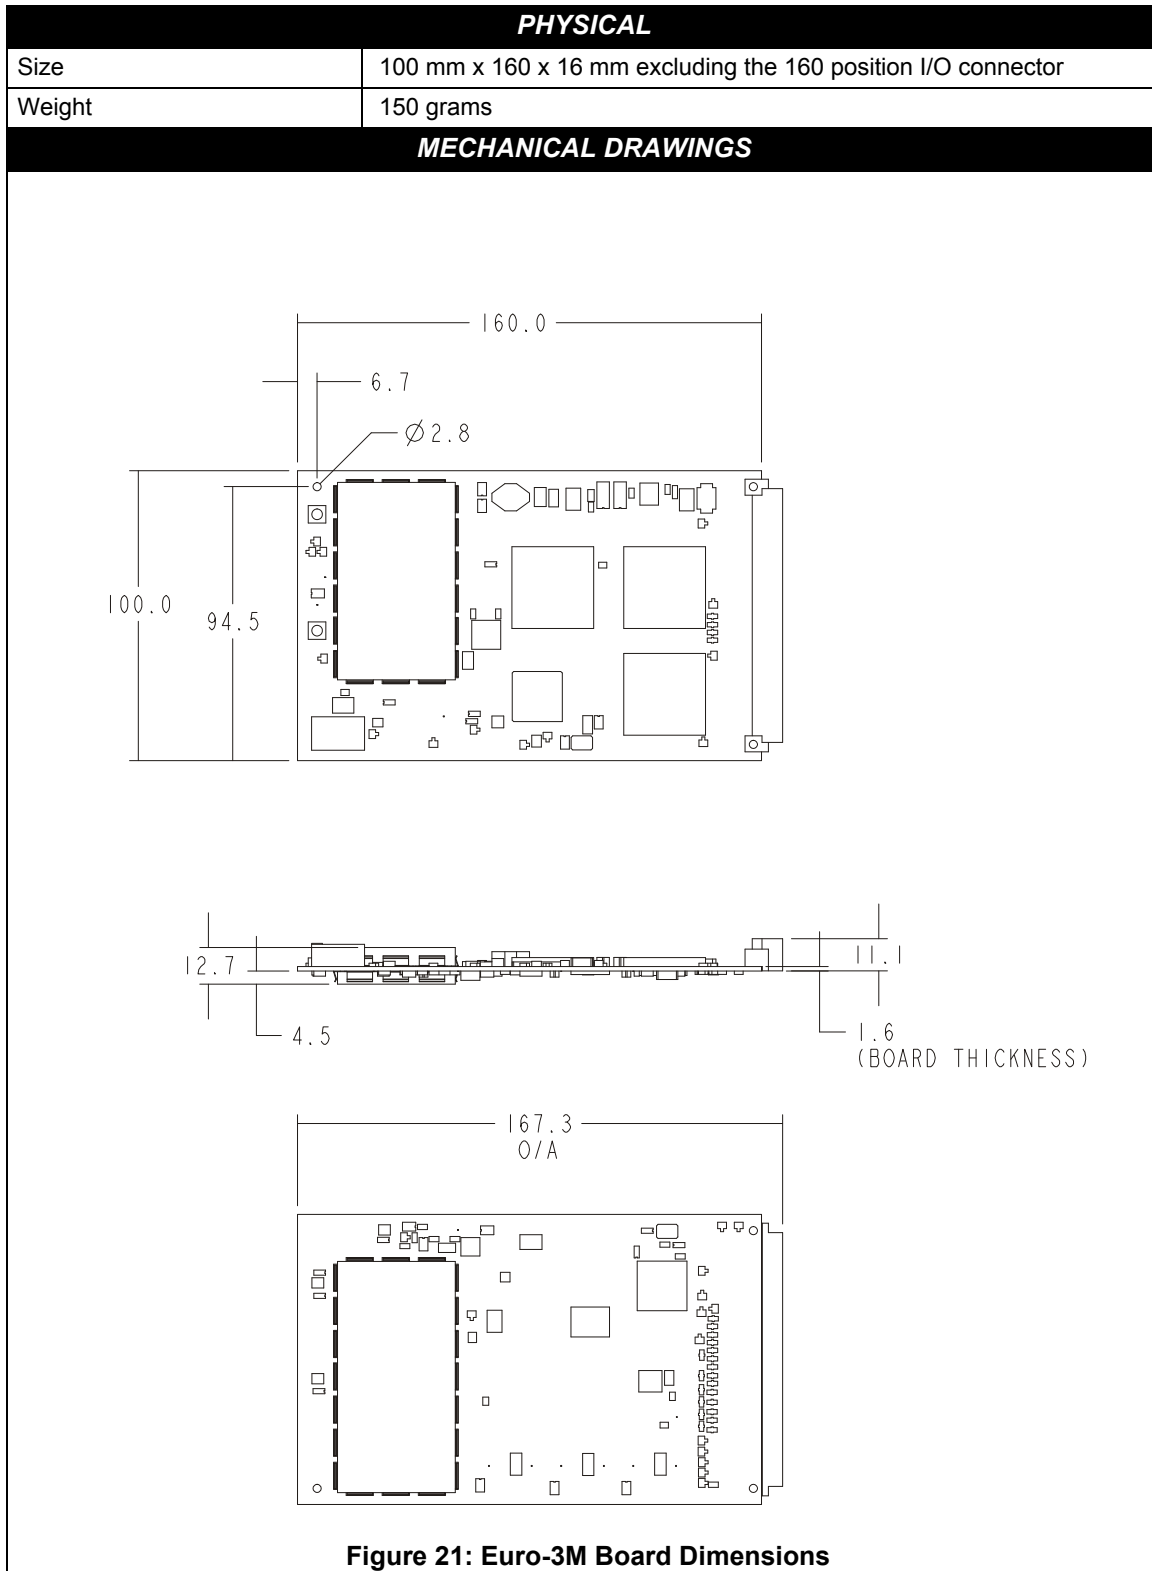 PHYSICAL
Size 100 mm x 160 x 16 mm excluding the 160 position I/O connector
Weight 150 grams
MECHANICAL DRAWINGS
160.0
6.7
Ø2.8
100.0
94.5
12.7
11.1
4.5
1.6
(BOARD THICKNESS)
167.3
O/A
Figure 21: Euro-3M Board Dimensions